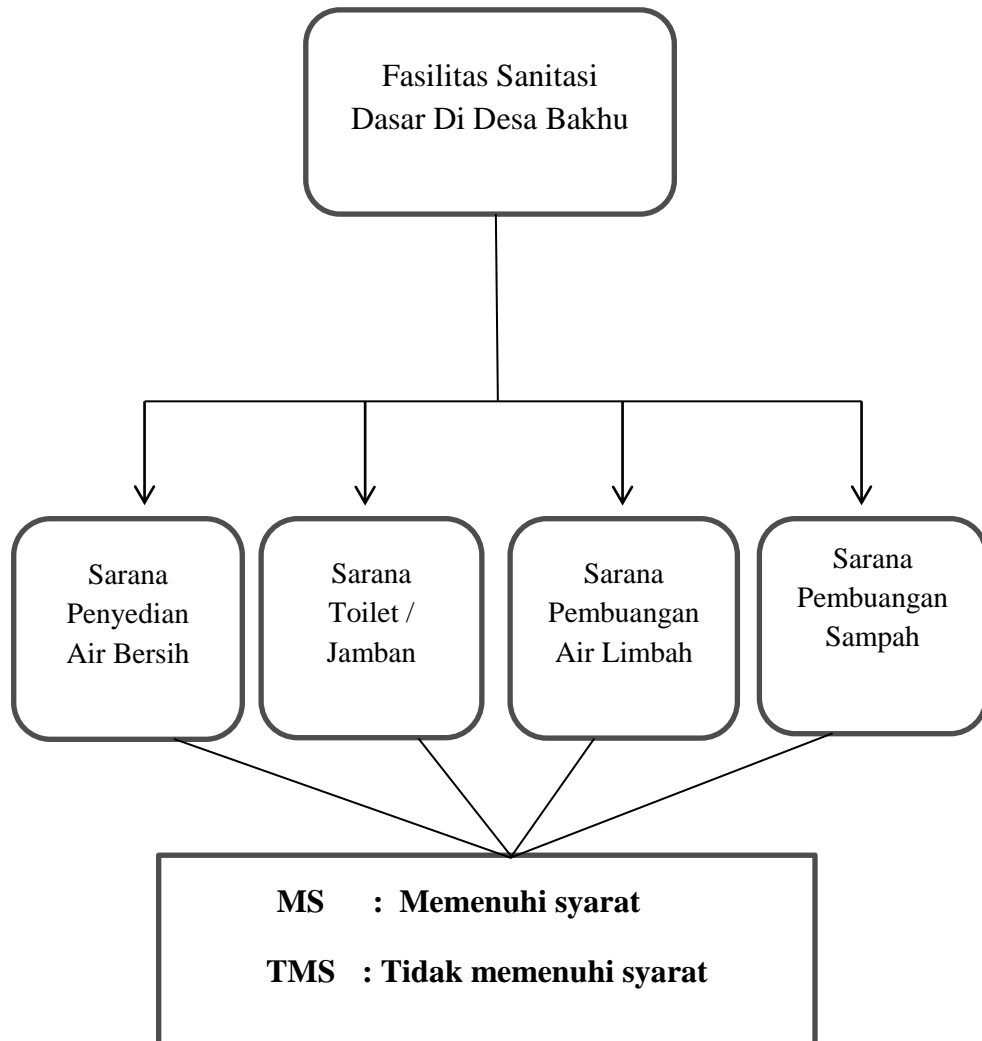 Fasilitas Sanitasi
Dasar Di Desa Bakhu
Sarana
Penyedian
Air Bersih
Sarana
Toilet /
Jamban
Sarana
Pembuangan
Air Limbah
Sarana
Pembuangan
Sampah
MS : Memenuhi syarat
TMS : Tidak memenuhi syarat